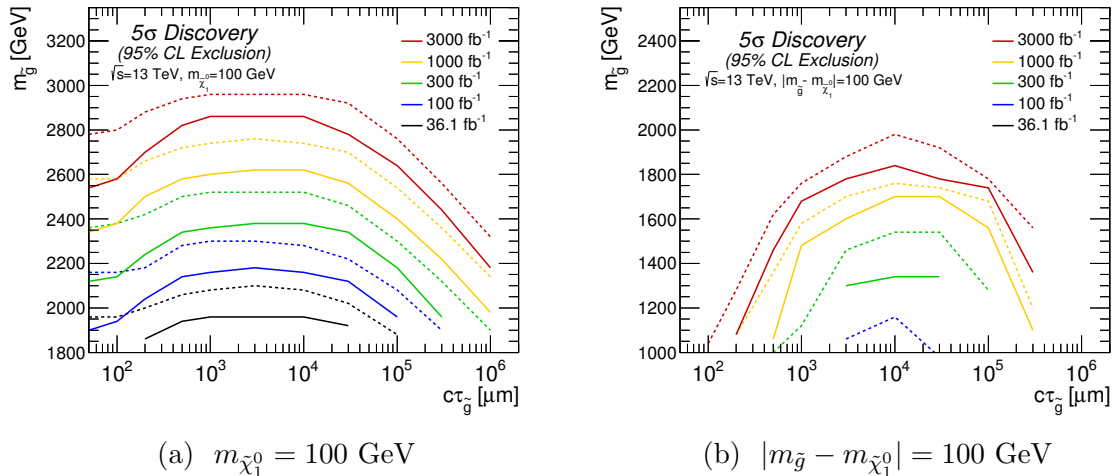 5σ Discovery
(95% CL Exclusion)
√s=13 TeV, m_χ̃₁⁰=100 GeV
3000 fb⁻¹
1000 fb⁻¹
300 fb⁻¹
100 fb⁻¹
36.1 fb⁻¹
m_g̃ [GeV]
3200
3000
2800
2600
2400
2200
2000
1800
10² 10³ 10⁴ 10⁵ 10⁶
cτ_g̃ [μm]
(a) m_χ̃₁⁰ = 100 GeV
5σ Discovery
(95% CL Exclusion)
√s=13 TeV, |m_g̃ - m_χ̃₁⁰|=100 GeV
3000 fb⁻¹
1000 fb⁻¹
300 fb⁻¹
100 fb⁻¹
36.1 fb⁻¹
m_g̃ [GeV]
2400
2200
2000
1800
1600
1400
1200
1000
10² 10³ 10⁴ 10⁵ 10⁶
cτ_g̃ [μm]
(b) |m_g̃ − m_χ̃₁⁰| = 100 GeV